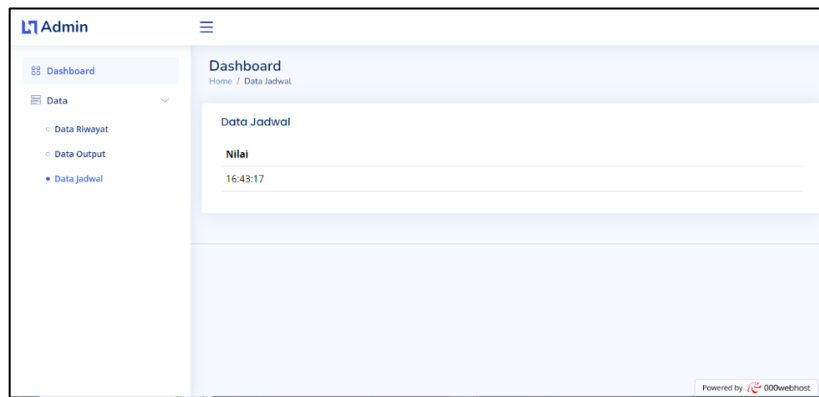 Admin
Dashboard
Data
Data Riwayat
Data Output
Data Jadwal
Dashboard
Home / Data Jadwal
Data Jadwal
Nilai
16:43:17
Powered by 000webhost